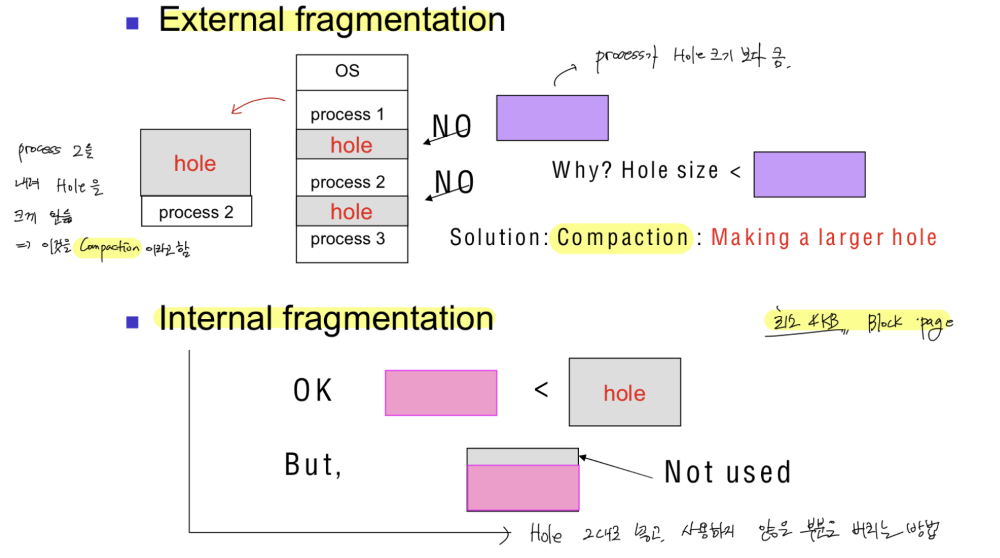 External fragmentation
OS
process 1
hole
process 2
hole
process 3
hole
process 2
process 2을
내려 Hole을
크게 만듦
=> 이것을 Compaction 이라고 함
NO
NO
process가 Hole 크기 보다 큼.
Why? Hole size <
Solution: Compaction : Making a larger hole
Internal fragmentation
최소 4KB, Block page
OK
<
hole
But,
Not used
Hole 그대로 놓고, 사용하지 않은 부분을 버리는 방법